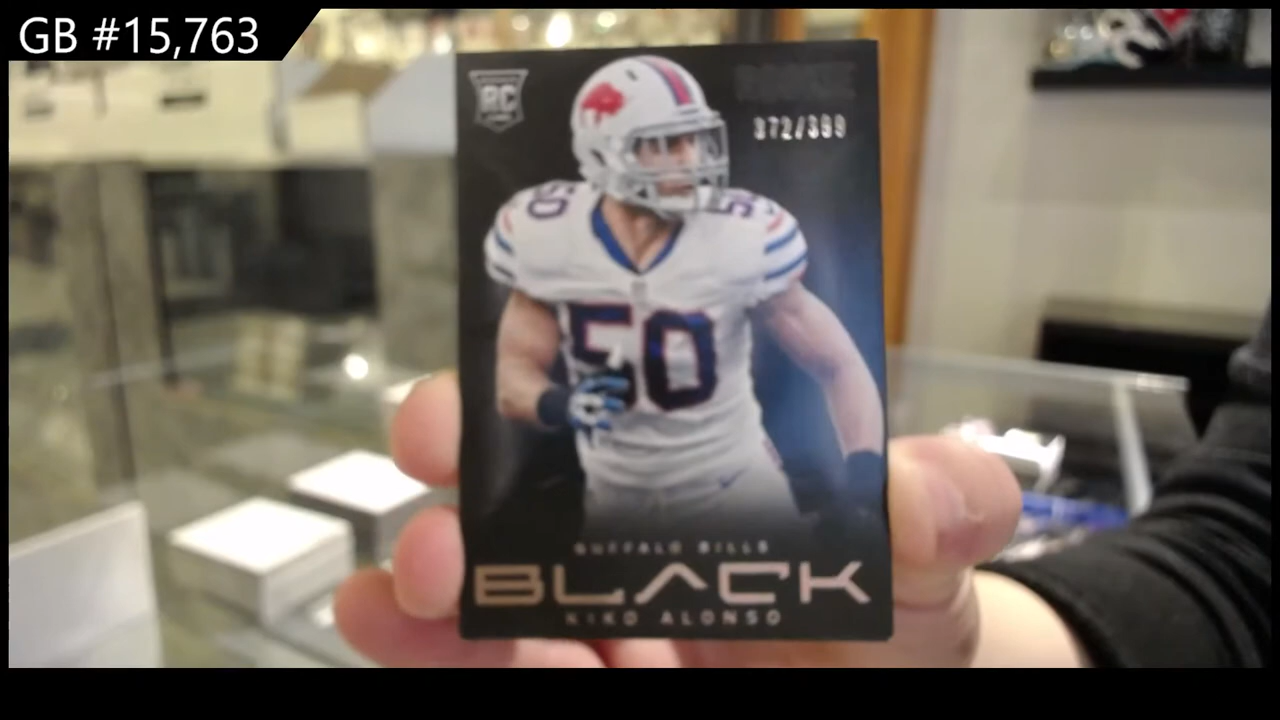 GB #15,763
RC
372/399
50
50
50
BUFFALO BILLS
BLACK
KIKO ALONSO